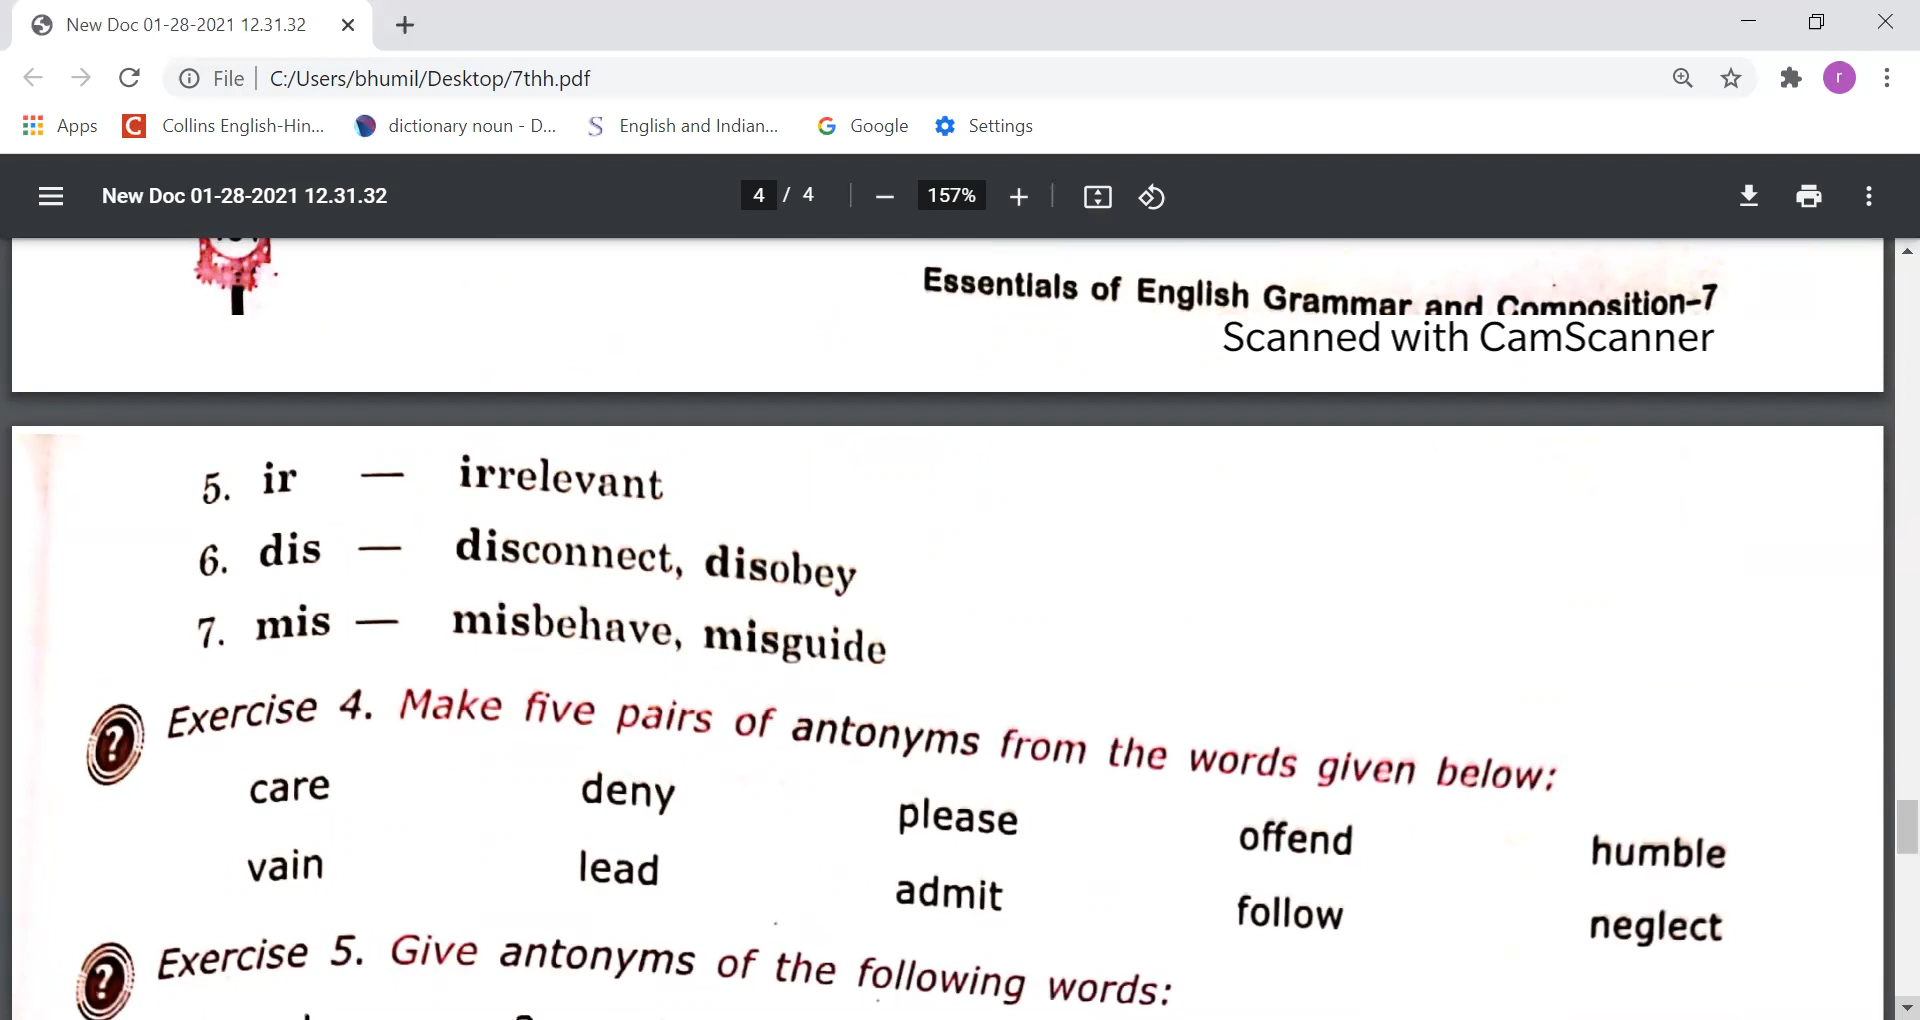 New Doc 01-28-2021 12.31.32
File C:/Users/bhumil/Desktop/7thh.pdf r
Apps C Collins English-Hin... dictionary noun - D... S English and Indian... G Google Settings
New Doc 01-28-2021 12.31.32 4 / 4 157%
Essentials of English Grammar and Composition–7
Scanned with CamScanner
5. ir — irrelevant
6. dis — disconnect, disobey
7. mis — misbehave, misguide
? Exercise 4. Make five pairs of antonyms from the words given below:
care deny please offend humble
vain lead admit follow neglect
? Exercise 5. Give antonyms of the following words: